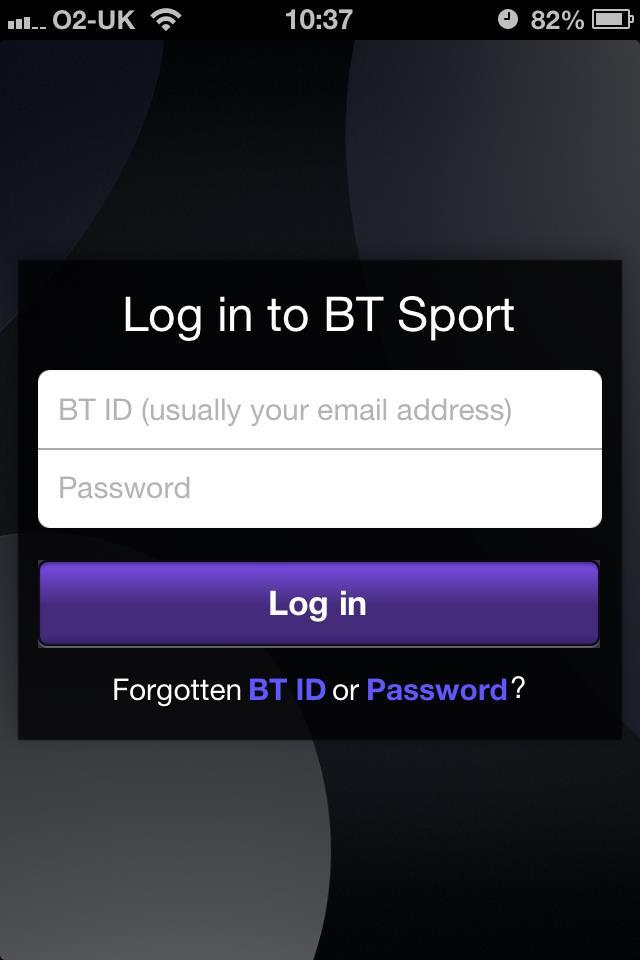 O2-UK 10:37 82%
Log in to BT Sport
BT ID (usually your email address)
Password
Log in
Forgotten BT ID or Password?